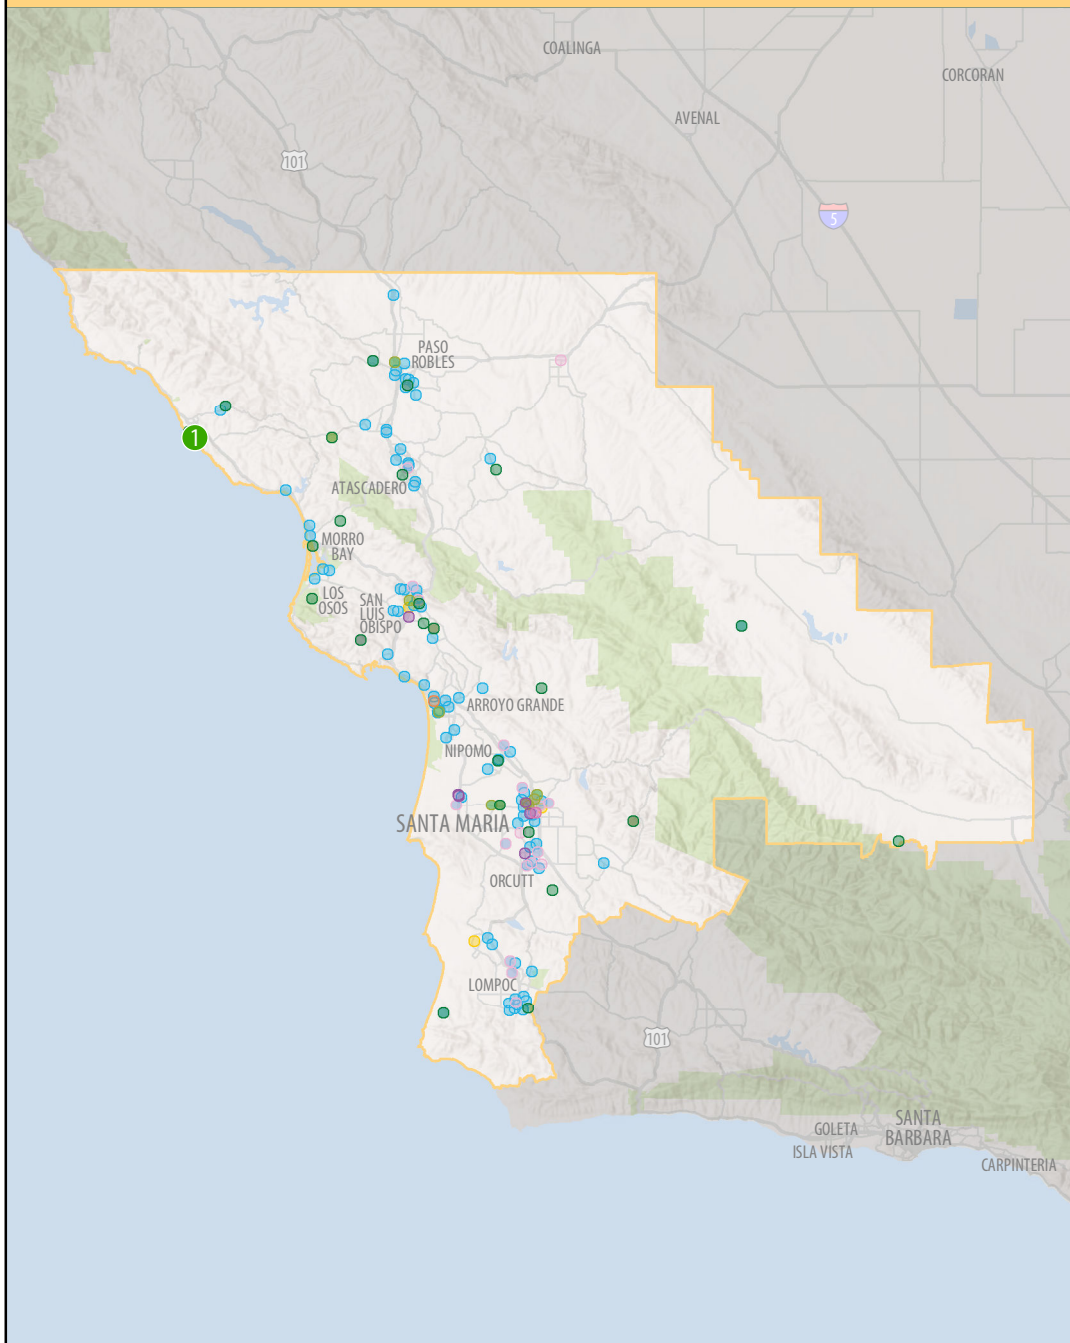 COALINGA
CORCORAN
AVENAL
101
5
PASO
ROBLES
1
ATASCADERO
MORRO
BAY
LOS
OSOS
SAN
LUIS
OBISPO
ARROYO GRANDE
NIPOMO
SANTA MARIA
ORCUTT
LOMPOC
101
GOLETA
SANTA
BARBARA
ISLA VISTA
CARPINTERIA